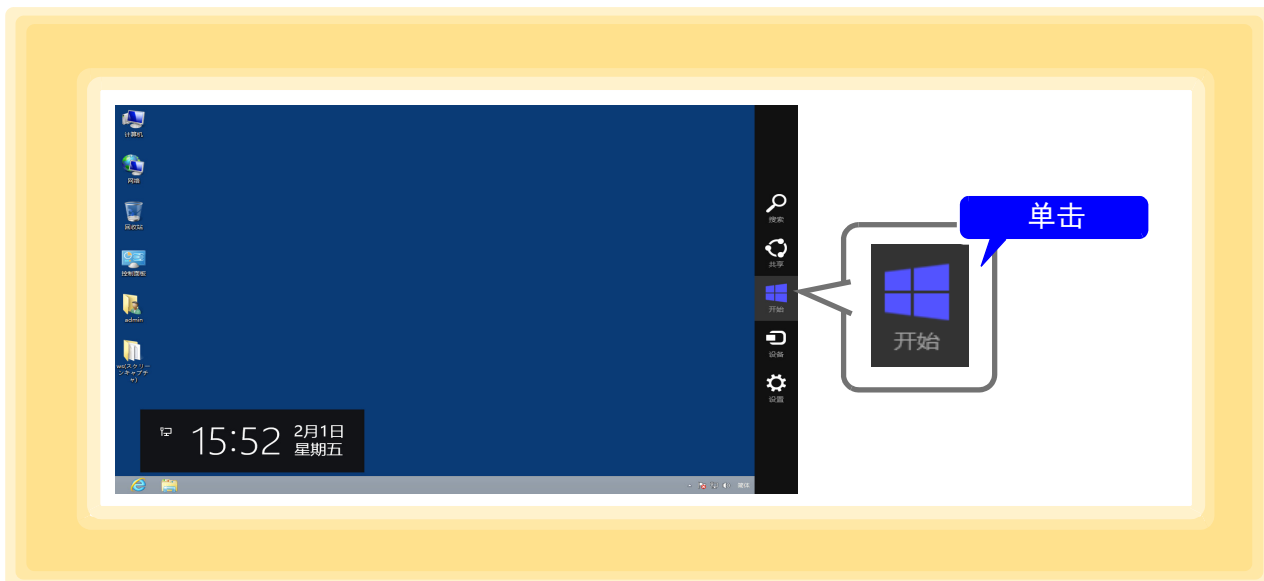 计算机
网络
回收站
控制面板
admin
ws(スクリー
ンキャプチ
ャ)
15:52
2月1日
星期五
搜索
共享
开始
设备
设置
单击
开始